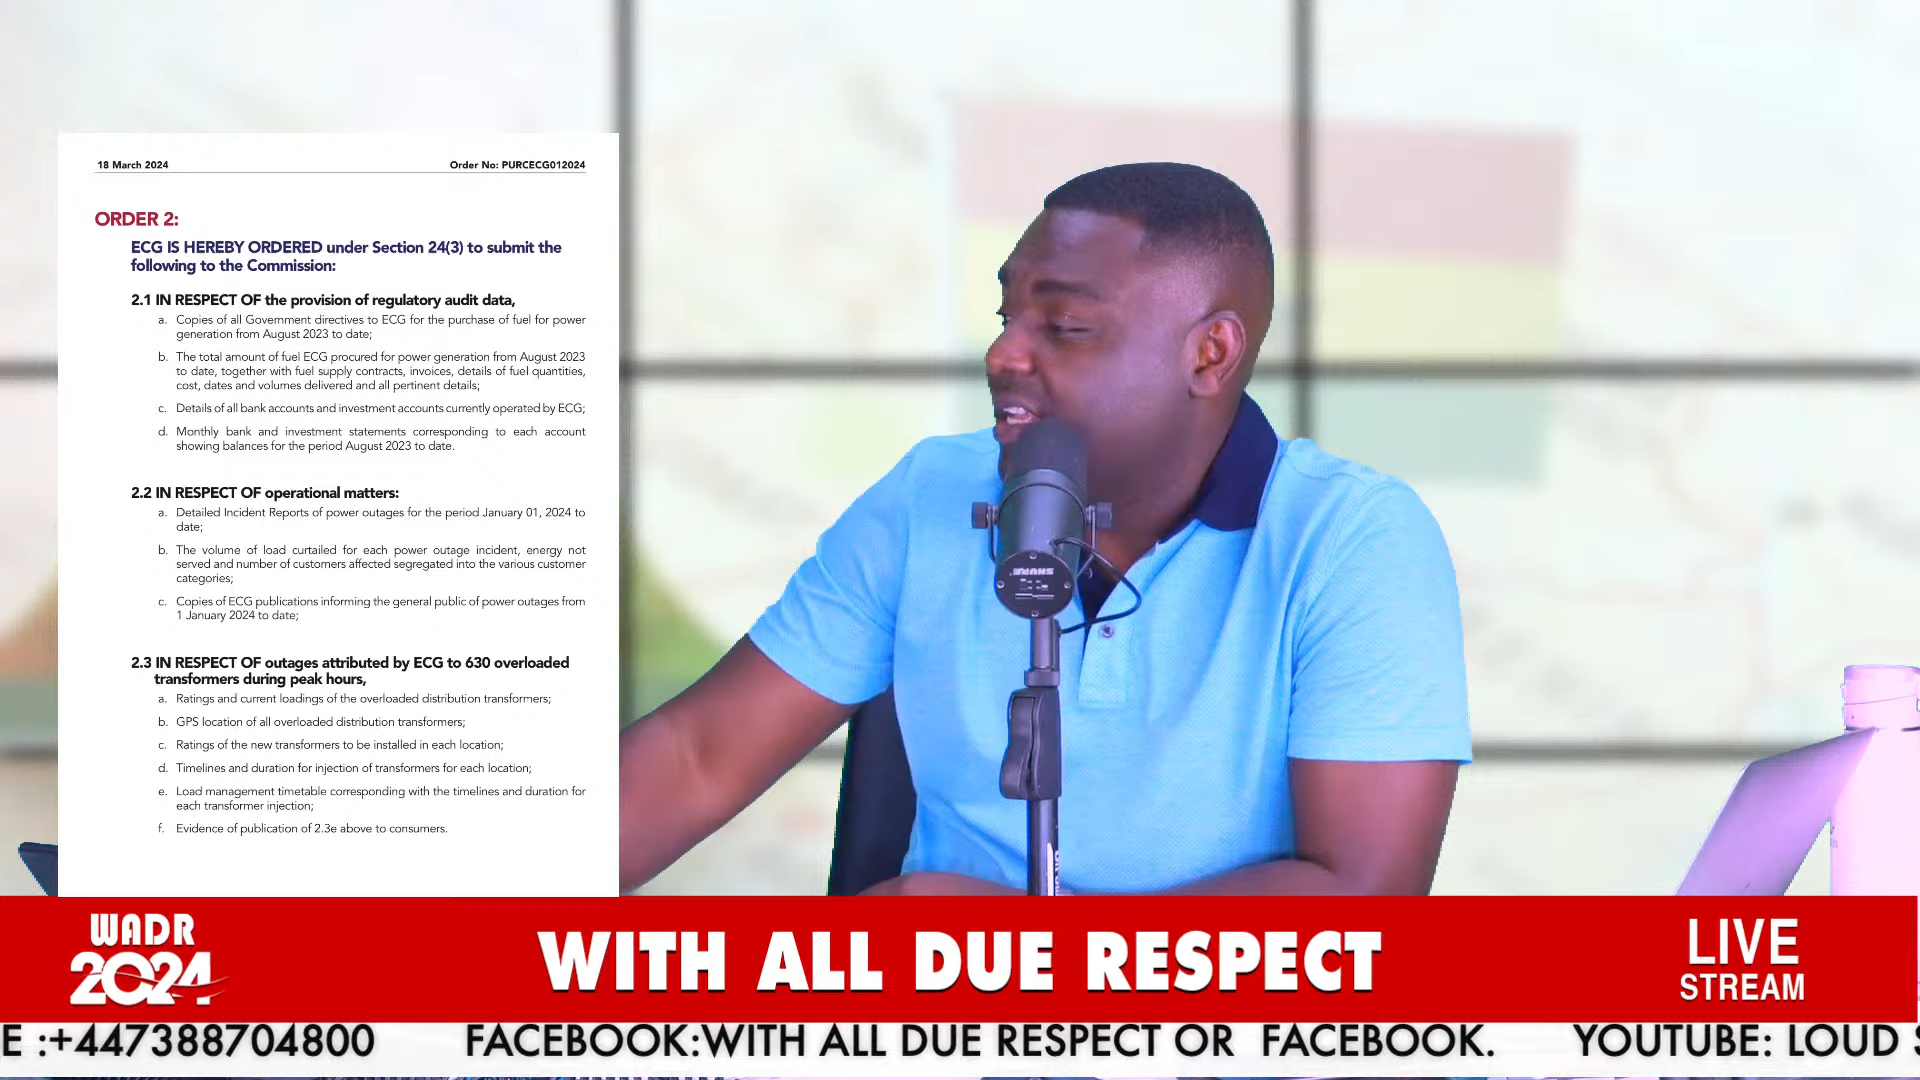 18 March 2024 Order No: PURCECG012024
ORDER 2:
ECG IS HEREBY ORDERED under Section 24(3) to submit the
following to the Commission:
2.1 IN RESPECT OF the provision of regulatory audit data,
a. Copies of all Government directives to ECG for the purchase of fuel for power
generation from August 2023 to date;
b. The total amount of fuel ECG procured for power generation from August 2023
to date, together with fuel supply contracts, invoices, details of fuel quantities,
cost, dates and volumes delivered and all pertinent details;
c. Details of all bank accounts and investment accounts currently operated by ECG;
d. Monthly bank and investment statements corresponding to each account
showing balances for the period August 2023 to date.
2.2 IN RESPECT OF operational matters:
a. Detailed Incident Reports of power outages for the period January 01, 2024 to
date;
b. The volume of load curtailed for each power outage incident, energy not
served and number of customers affected segregated into the various customer
categories;
c. Copies of ECG publications informing the general public of power outages from
1 January 2024 to date;
2.3 IN RESPECT OF outages attributed by ECG to 630 overloaded
transformers during peak hours,
a. Ratings and current loadings of the overloaded distribution transformers;
b. GPS location of all overloaded distribution transformers;
c. Ratings of the new transformers to be installed in each location;
d. Timelines and duration for injection of transformers for each location;
e. Load management timetable corresponding with the timelines and duration for
each transformer injection;
f. Evidence of publication of 2.3e above to consumers.
SHURE
WADR
2024
WITH ALL DUE RESPECT
LIVE
STREAM
E :+447388704800 FACEBOOK:WITH ALL DUE RESPECT OR FACEBOOK. YOUTUBE: LOUD S